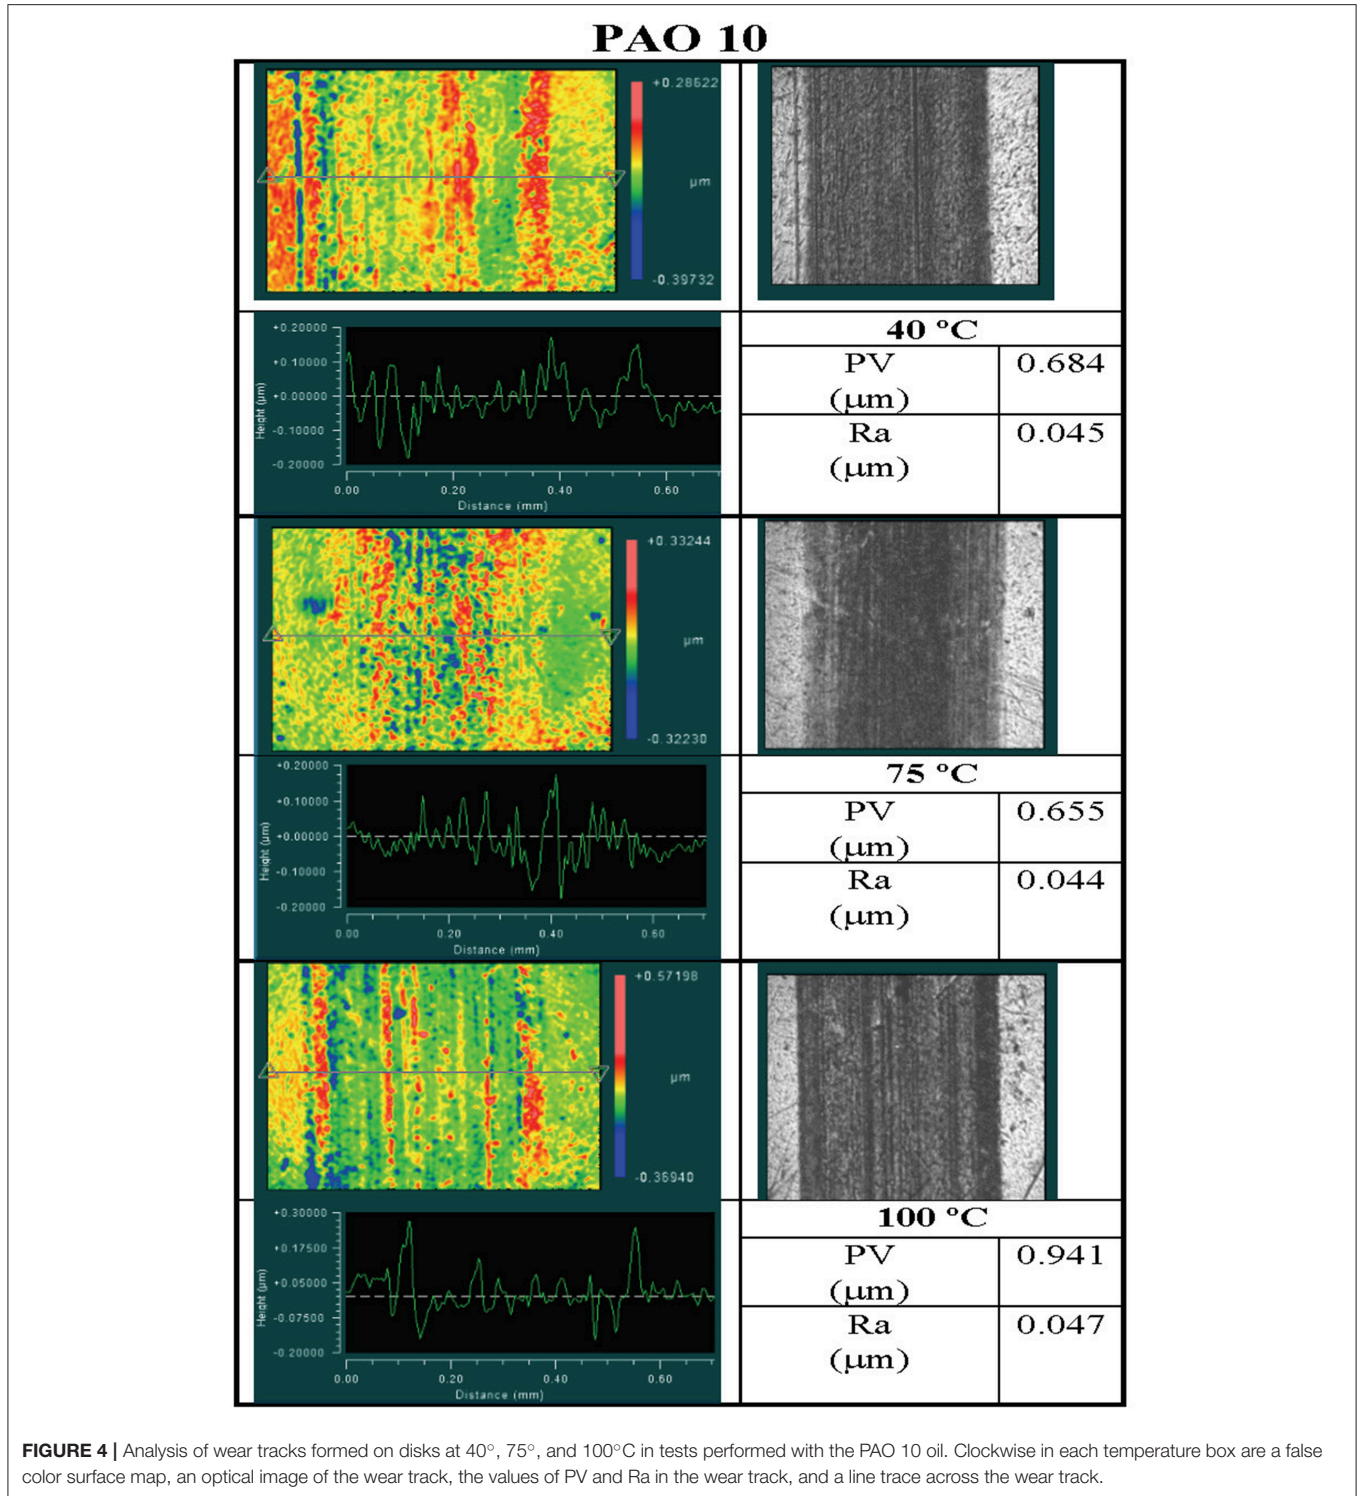 PAO 10
+0.28622
µm
-0.39732
+0.20000
+0.10000
+0.00000
-0.10000
-0.20000
Height (µm)
0.00 0.20 0.40 0.60
Distance (mm)
40 °C
PV
(µm)
0.684
Ra
(µm)
0.045
+0.33244
µm
-0.32230
+0.20000
+0.10000
+0.00000
-0.10000
-0.20000
Height (µm)
0.00 0.20 0.40 0.60
Distance (mm)
75 °C
PV
(µm)
0.655
Ra
(µm)
0.044
+0.57198
µm
-0.36940
+0.30000
+0.17500
+0.05000
-0.07500
-0.20000
Height (µm)
0.00 0.20 0.40 0.60
Distance (mm)
100 °C
PV
(µm)
0.941
Ra
(µm)
0.047
FIGURE 4 | Analysis of wear tracks formed on disks at 40°, 75°, and 100°C in tests performed with the PAO 10 oil. Clockwise in each temperature box are a false
color surface map, an optical image of the wear track, the values of PV and Ra in the wear track, and a line trace across the wear track.